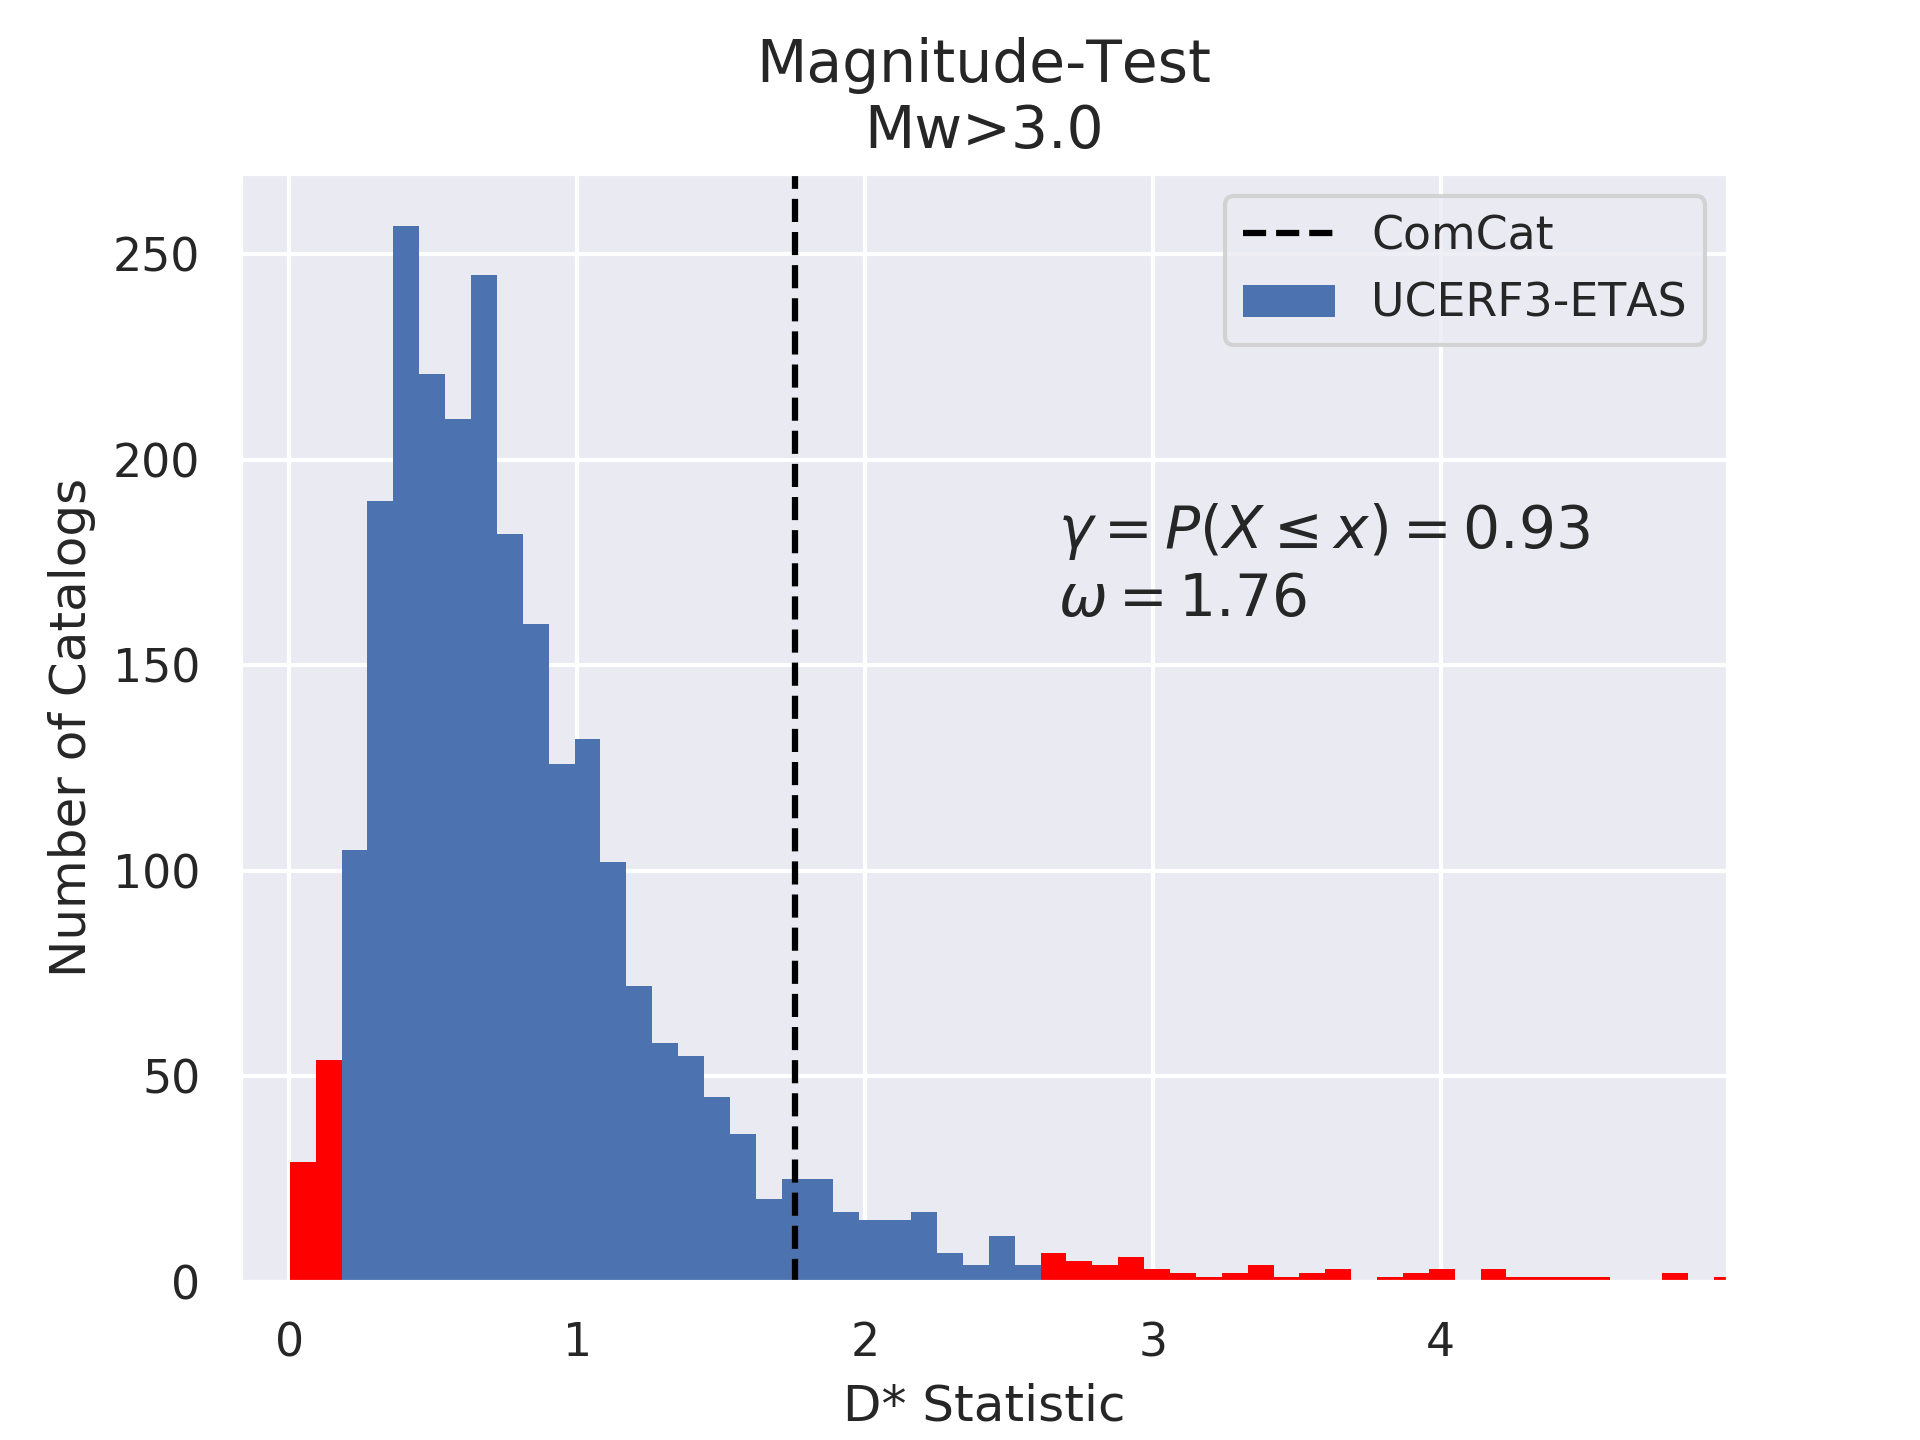 Magnitude-Test
Mw>3.0
ComCat
UCERF3-ETAS
γ = P(X ≤ x) = 0.93
ω = 1.76
Number of Catalogs
250
200
150
100
50
0
0 1 2 3 4
D* Statistic